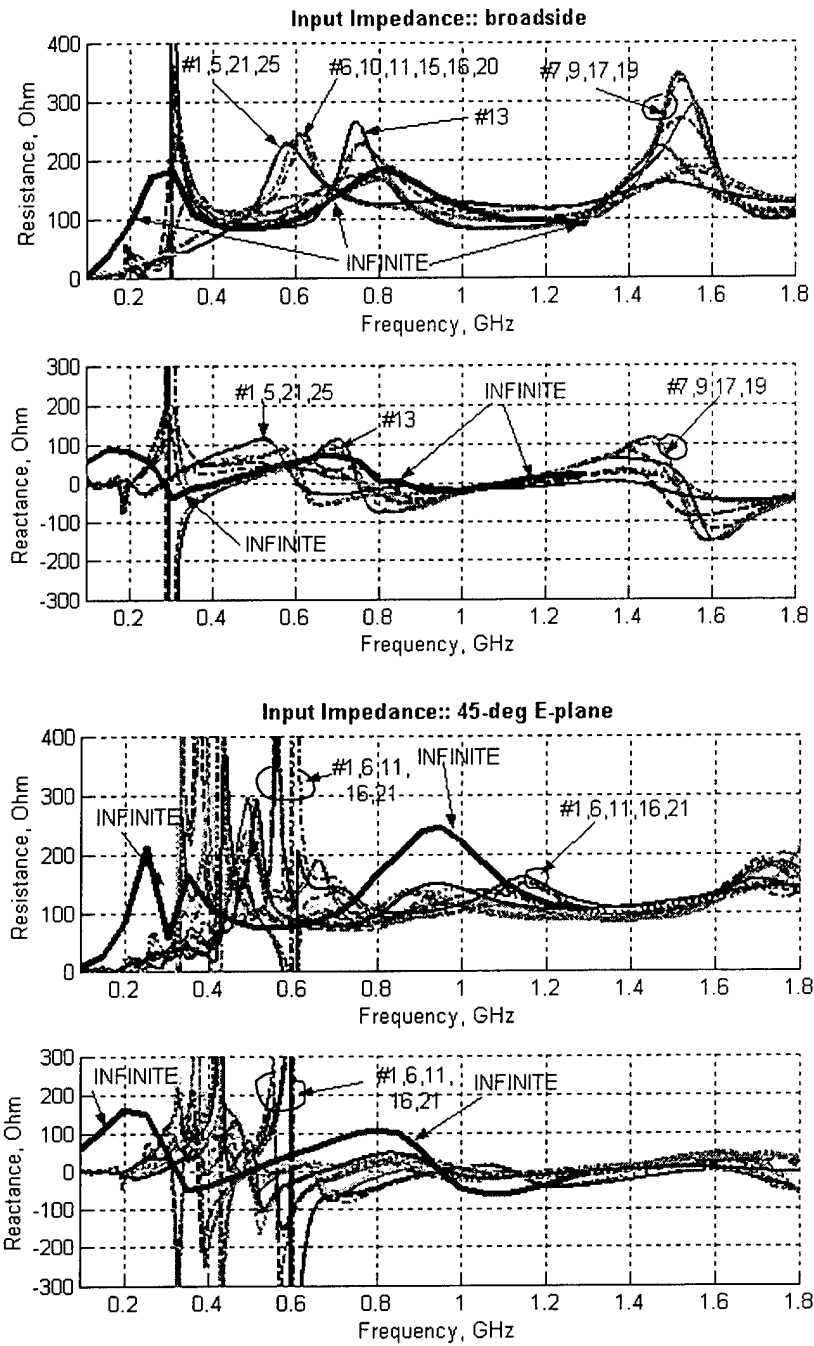 Input Impedance:: broadside
400
300
200
100
0
Resistance, Ohm
#1,5,21,25
#6,10,11,15,16,20
#7,9,17,19
#13
INFINITE
0.2 0.4 0.6 0.8 1 1.2 1.4 1.6 1.8
Frequency, GHz
300
200
100
0
-100
-200
-300
Reactance, Ohm
#1,5,21,25
#13
INFINITE
#7,9,17,19
INFINITE
0.2 0.4 0.6 0.8 1 1.2 1.4 1.6 1.8
Frequency, GHz
Input Impedance:: 45-deg E-plane
400
300
200
100
0
Resistance, Ohm
INFINITE
#1,6,11,
16,21
INFINITE
#1,6,11,16,21
0.2 0.4 0.6 0.8 1 1.2 1.4 1.6 1.8
Frequency, GHz
300
200
100
0
-100
-200
-300
Reactance, Ohm
INFINITE
#1,6,11,
16,21
INFINITE
0.2 0.4 0.6 0.8 1 1.2 1.4 1.6 1.8
Frequency, GHz